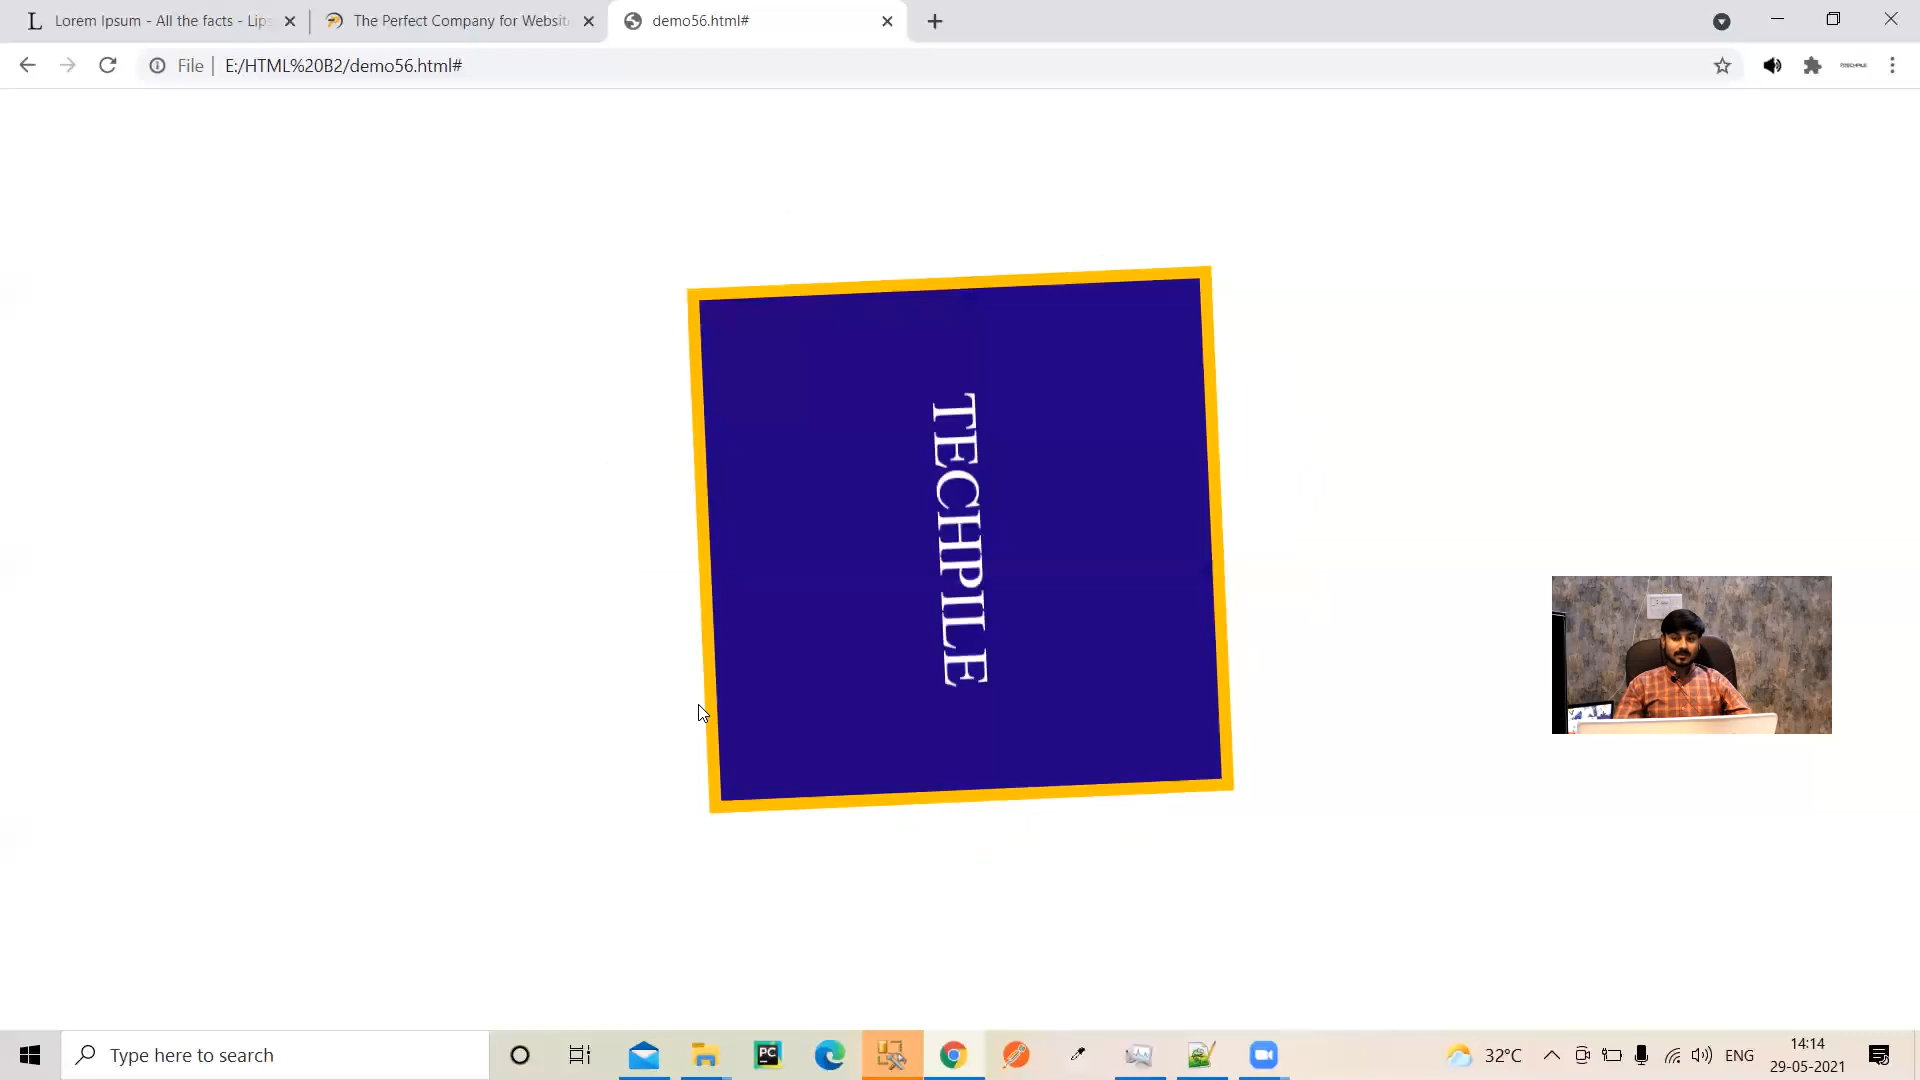 Lorem Ipsum - All the facts - Lips
The Perfect Company for Websit
demo56.html#
File
E:/HTML%20B2/demo56.html#
TECHPILE
Type here to search
PC
32°C
ENG
14:14
29-05-2021